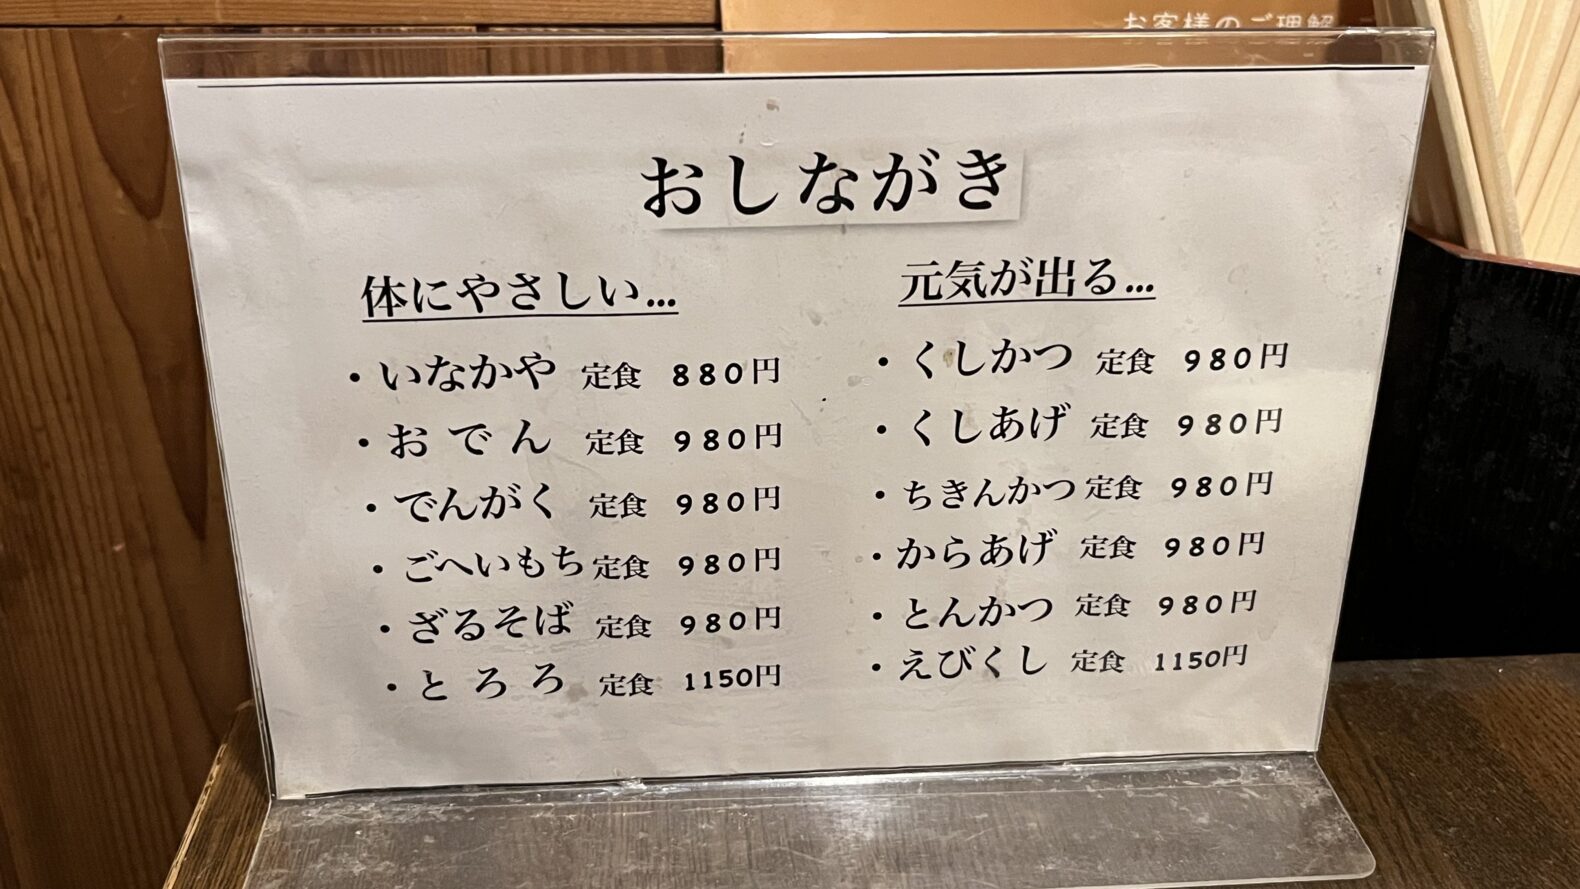 お客様のご理解
おしながき
体にやさしい...
・いなかや 定食 880円
・おでん 定食 980円
・でんがく 定食 980円
・ごへいもち 定食 980円
・ざるそば 定食 980円
・とろろ 定食 1150円
元気が出る...
・くしかつ 定食 980円
・くしあげ 定食 980円
・ちきんかつ 定食 980円
・からあげ 定食 980円
・とんかつ 定食 980円
・えびくし 定食 1150円